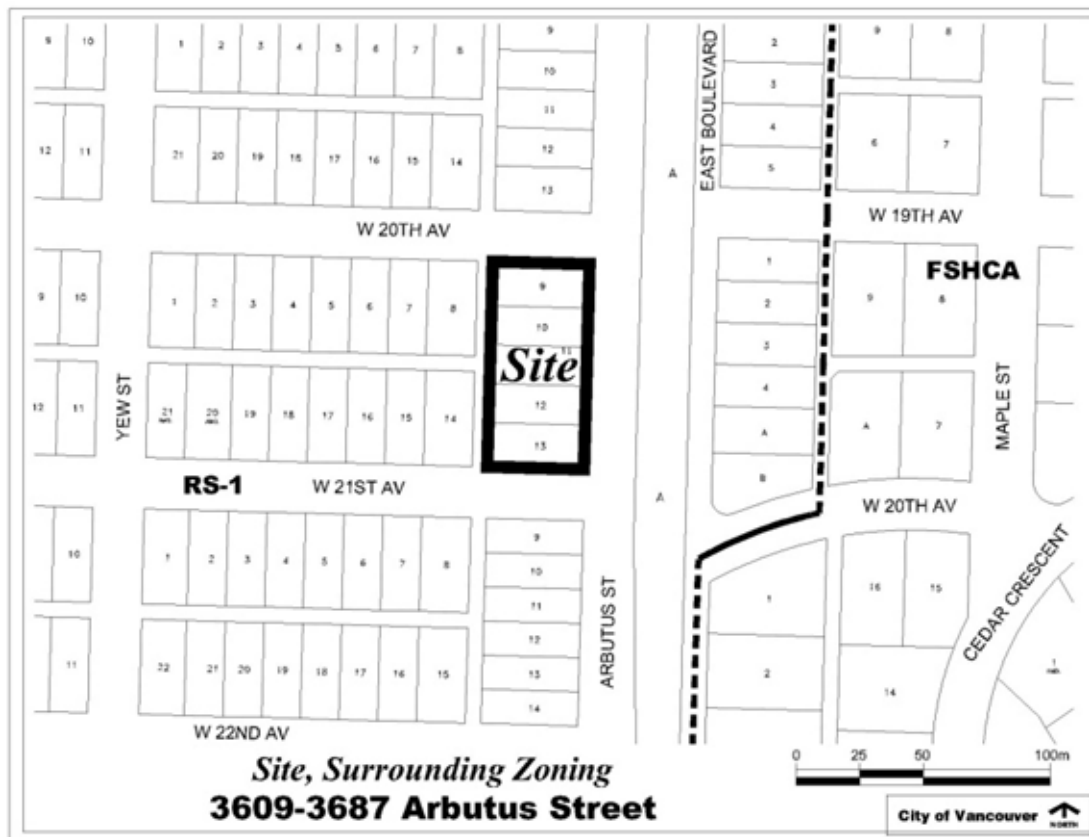 9 10 1 2 3 4 5 6 7 8 9 2 9 8
10 3
11 4
12 11 21 20 19 18 17 16 15 14 12 5 6 7
13
EAST BOULEVARD
A
W 20TH AV
W 19TH AV
FSHCA
9 10 1 2 3 4 5 6 7 8 9 1 9 8
10 2
Site
11 3
12 11 21 20 19 18 17 16 15 14 12 4
13 A A 7
B
YEW ST
MAPLE ST
RS-1
W 21ST AV
A
W 20TH AV
10 1 2 3 4 5 6 7 8 9
10 1 16 15
11
11 22 21 20 19 18 17 16 15 12 2
13 14
14
1
ARBUTUS ST
CEDAR CRESCENT
W 22ND AV
Site, Surrounding Zoning
3609-3687 Arbutus Street
0 25 50 100m
City of Vancouver
NORTH